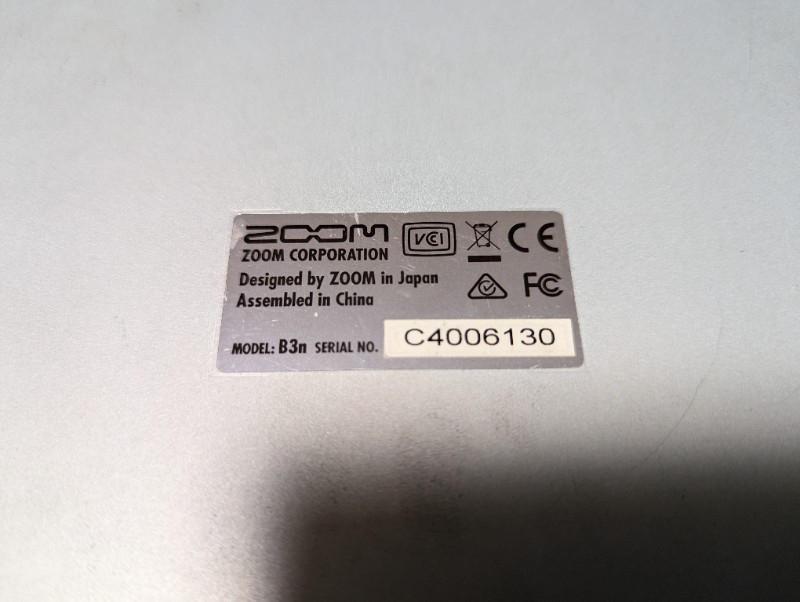 ZOOM VCI CE
ZOOM CORPORATION
Designed by ZOOM in Japan FC
Assembled in China
MODEL: B3n SERIAL NO. C4006130